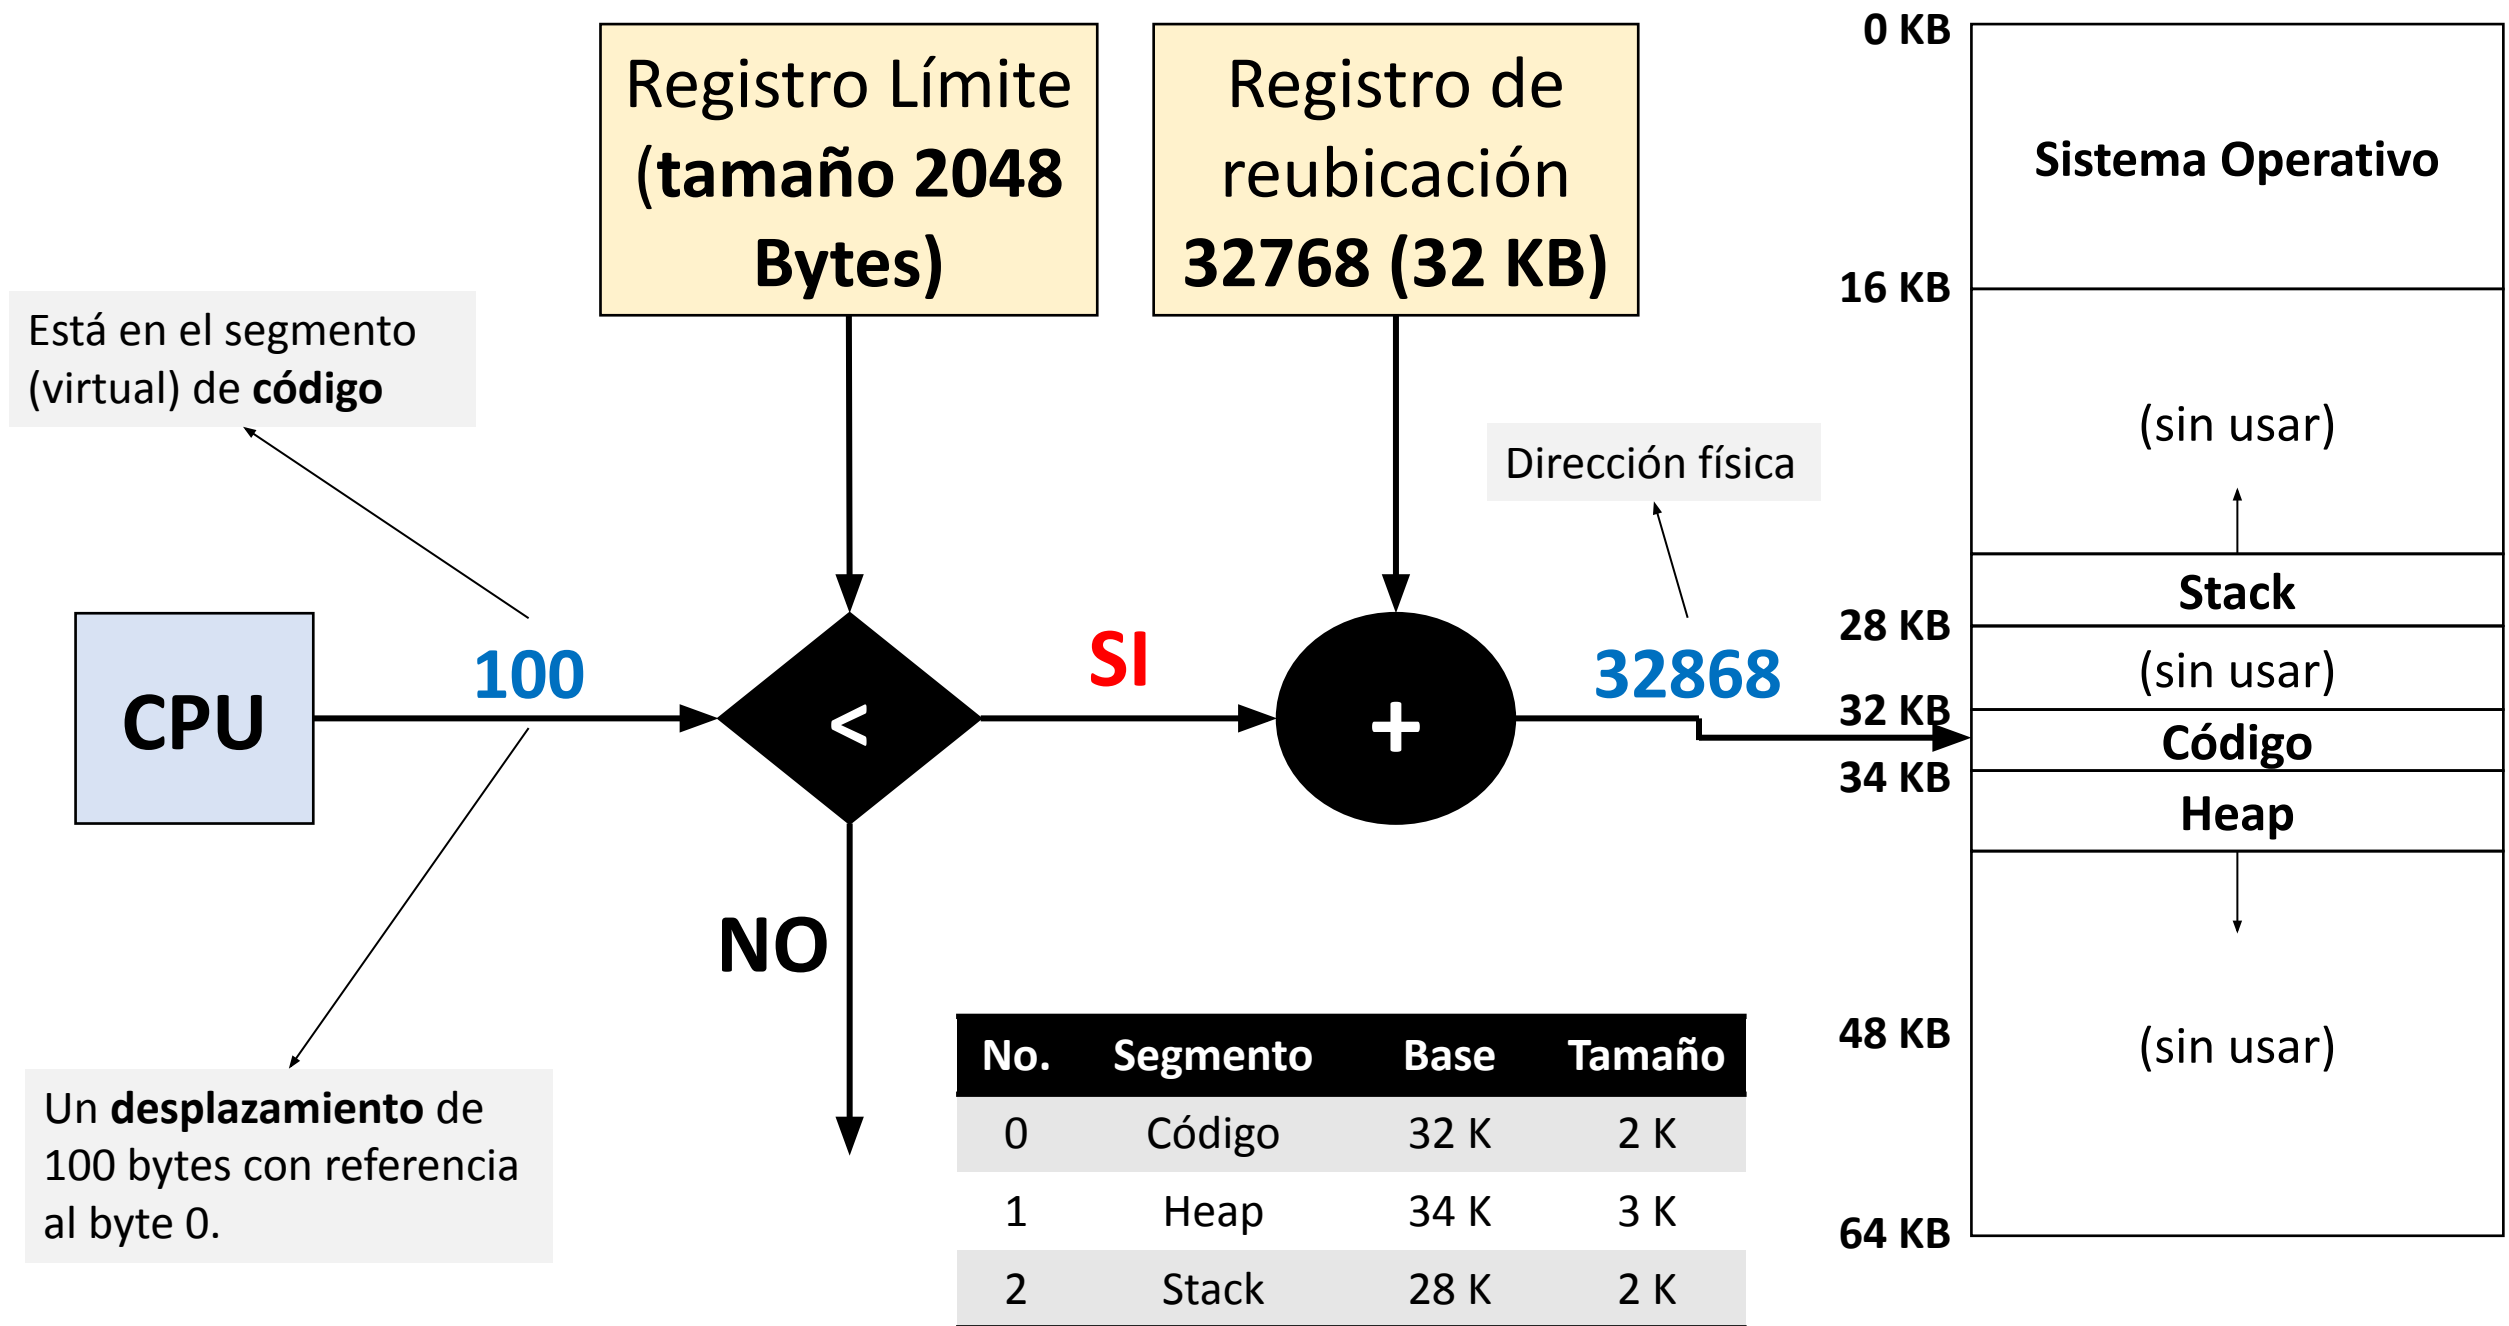 Registro Límite
(tamaño 2048
Bytes)
Registro de
reubicación
32768 (32 KB)
0 KB
Sistema Operativo
16 KB
Está en el segmento
(virtual) de código
(sin usar)
Dirección física
Stack
28 KB
(sin usar)
CPU
100
<
SI
+
32868
32 KB
Código
34 KB
Heap
NO
48 KB
(sin usar)
64 KB
Un desplazamiento de
100 bytes con referencia
al byte 0.
No. Segmento Base Tamaño
0 Código 32 K 2 K
1 Heap 34 K 3 K
2 Stack 28 K 2 K